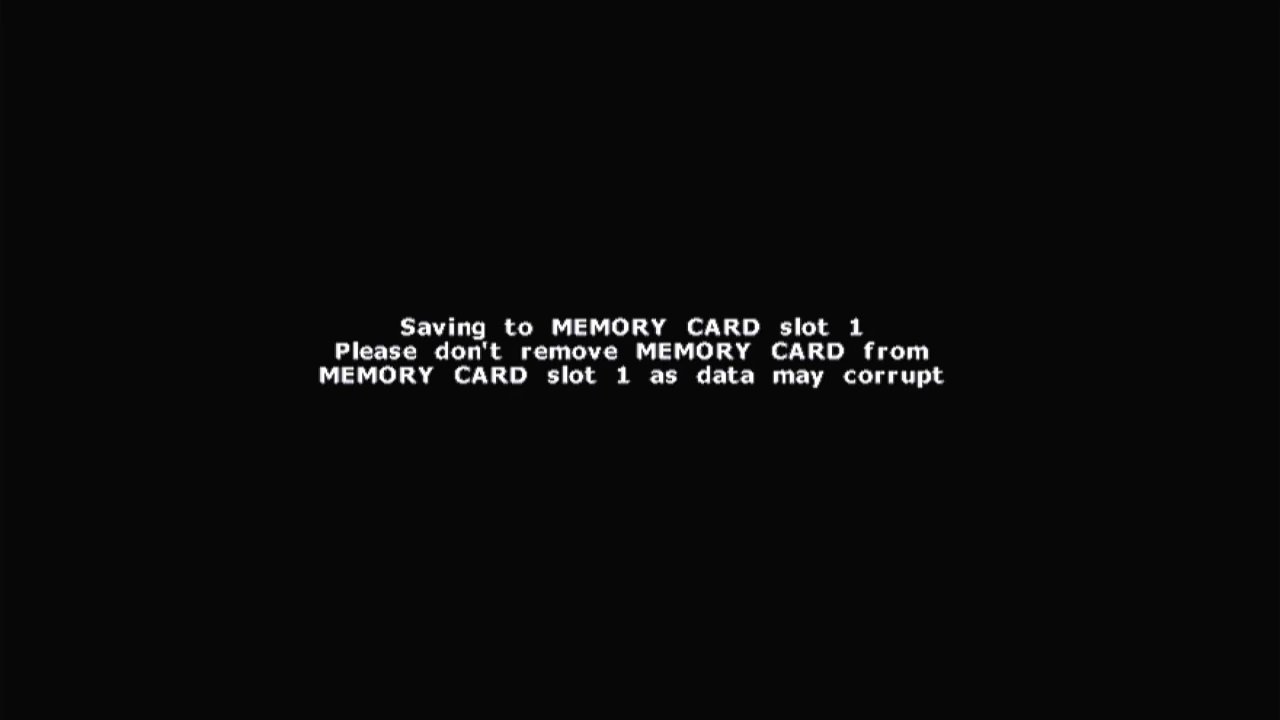 Saving to MEMORY CARD slot 1
Please don't remove MEMORY CARD from
MEMORY CARD slot 1 as data may corrupt